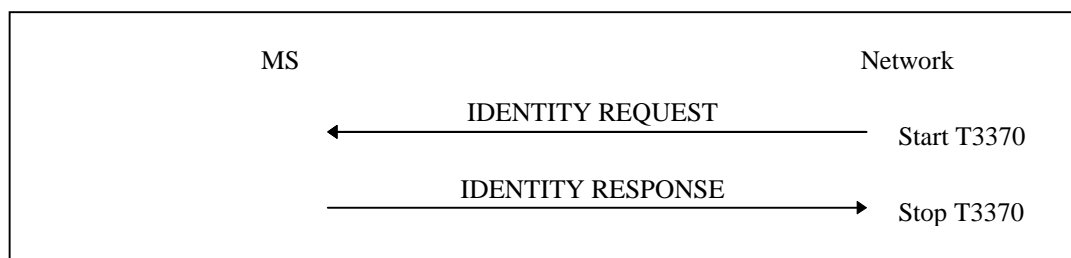 MS
Network
IDENTITY REQUEST
Start T3370
IDENTITY RESPONSE
Stop T3370